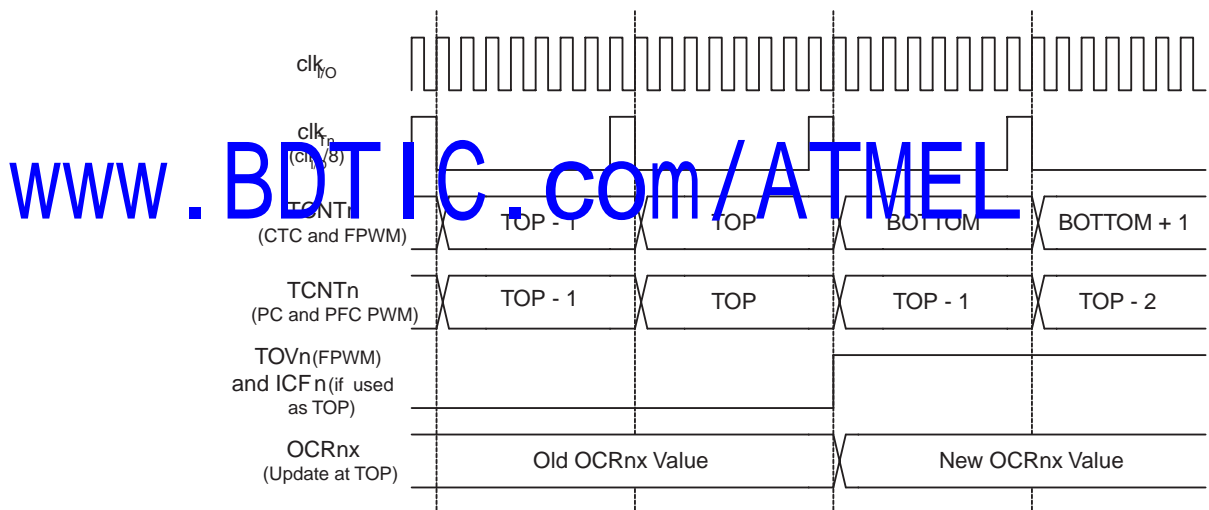 clkI/O
clkTn
(clkI/O/8)
www.BDTIC.com/ATMEL
TCNTn
(CTC and FPWM)
TOP - 1
TOP
BOTTOM
BOTTOM + 1
TCNTn
(PC and PFC PWM)
TOP - 1
TOP
TOP - 1
TOP - 2
TOVn(FPWM)
and ICFn(if used
as TOP)
OCRnx
(Update at TOP)
Old OCRnx Value
New OCRnx Value